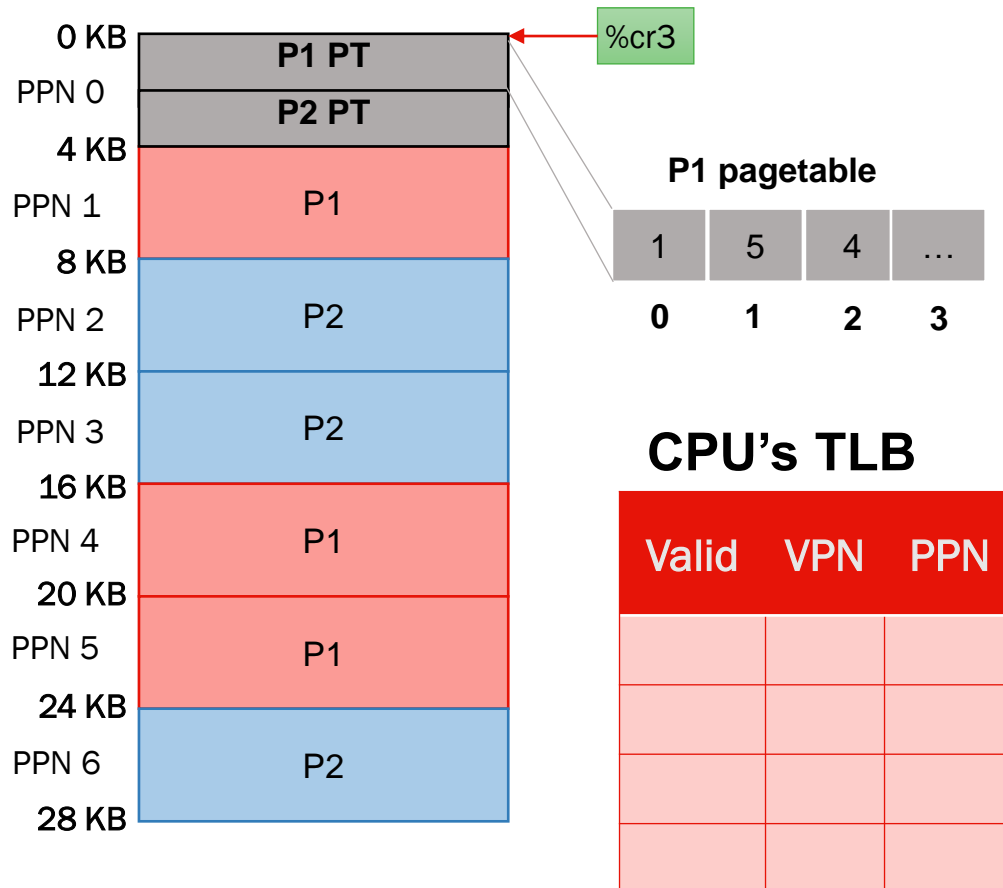 0 KB
P1 PT
%cr3
PPN 0
P2 PT
4 KB
PPN 1
P1
8 KB
PPN 2
P2
12 KB
PPN 3
P2
16 KB
PPN 4
P1
20 KB
PPN 5
P1
24 KB
PPN 6
P2
28 KB
P1 pagetable
1 5 4 ...
0 1 2 3
CPU’s TLB
Valid VPN PPN